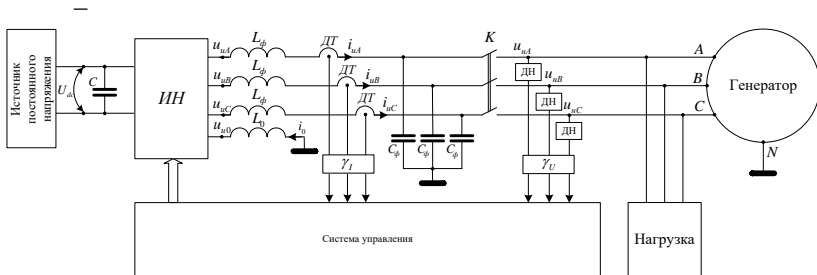 Источник
постоянного
напряжения
U_dc
C
ИН
u_иA
u_иB
u_иC
u_и0
L_ф
L_ф
L_ф
L_0
i_0
ДТ
ДТ
ДТ
i_иA
i_иB
i_иC
C_ф
C_ф
C_ф
γ_I
K
u_нA
u_нB
u_нC
ДН
ДН
ДН
γ_U
A
B
C
Генератор
N
Система управления
Нагрузка